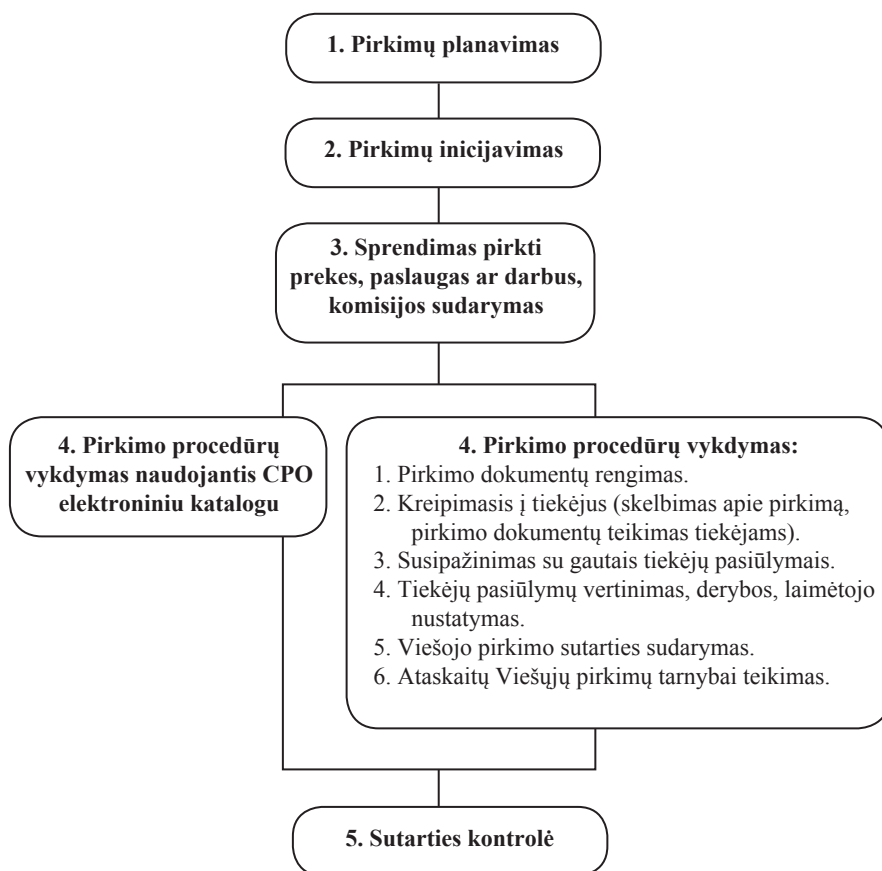 1. Pirkimų planavimas
2. Pirkimų inicijavimas
3. Sprendimas pirkti
prekes, paslaugas ar darbus,
komisijos sudarymas
4. Pirkimo procedūrų
vykdymas naudojantis CPO
elektroniniu katalogu
4. Pirkimo procedūrų vykdymas:
1. Pirkimo dokumentų rengimas.
2. Kreipimasis į tiekėjus (skelbimas apie pirkimą,
pirkimo dokumentų teikimas tiekėjams).
3. Susipažinimas su gautais tiekėjų pasiūlymais.
4. Tiekėjų pasiūlymų vertinimas, derybos, laimėtojo
nustatymas.
5. Viešojo pirkimo sutarties sudarymas.
6. Ataskaitų Viešųjų pirkimų tarnybai teikimas.
5. Sutarties kontrolė